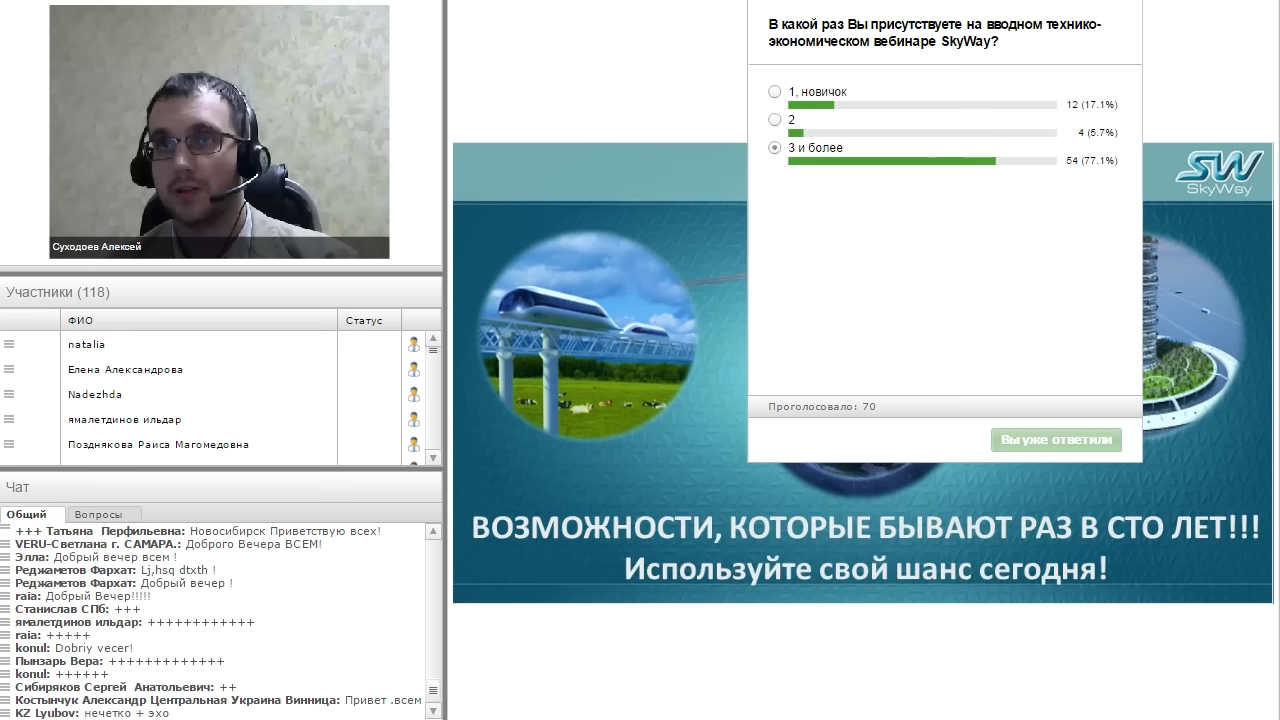 Суходоев Алексей
Участники (118)
ФИО Статус
natalia
Елена Александрова
Nadezhda
ямалетдинов ильдар
Позднякова Раиса Магомедовна
Чат
Общий Вопросы
+++ Татьяна Перфильевна: Новосибирск Приветствую всех!
VERU-Светлана г. САМАРА.: Доброго Вечера ВСЕМ!
Элла: Добрый вечер всем !
Реджаметов Фархат: Lj,hsq dtxth !
Реджаметов Фархат: Добрый вечер !
raia: Добрый Вечер!!!!!
Станислав СПб: +++
ямалетдинов ильдар: ++++++++++++
raia: +++++
konul: Dobriy vecer!
Пынзарь Вера: +++++++++++++
konul: ++++++
Сибиряков Сергей Анатольевич: ++
Костынчук Александр Центральная Украина Винница: Привет .всем
KZ Lyubov: нечетко + эхо
В какой раз Вы присутствуете на вводном технико-
экономическом вебинаре SkyWay?
1, новичок
12 (17.1%)
2
4 (5.7%)
3 и более
54 (77.1%)
Проголосовало: 70
Вы уже ответили
SW
SkyWay
ВОЗМОЖНОСТИ, КОТОРЫЕ БЫВАЮТ РАЗ В СТО ЛЕТ!!!
Используйте свой шанс сегодня!